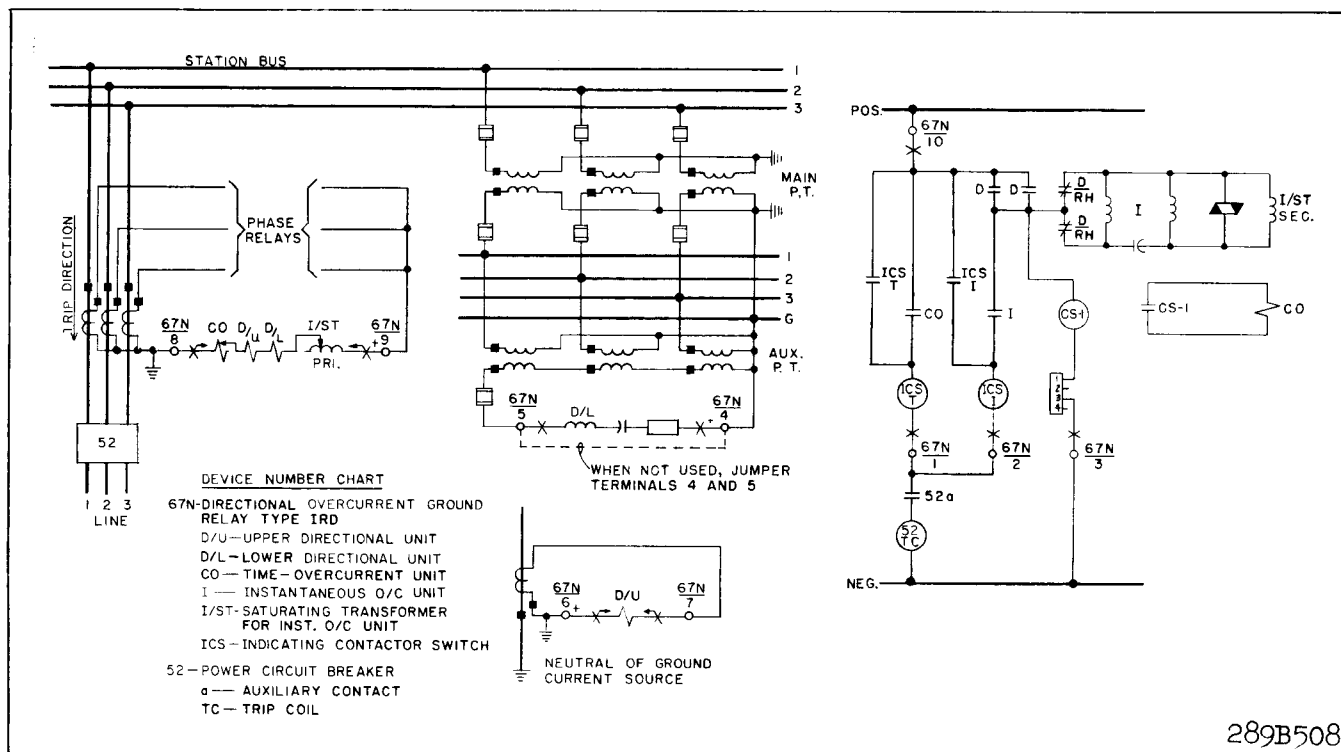 STATION BUS
1
2
3
MAIN
P.T.
TRIP DIRECTION
PHASE
RELAYS
67N
8
CO
D/U
D/L
I/ST
PRI.
67N
+9
52
1 2 3
LINE
1
2
3
G
AUX.
P.T.
67N
5
D/L
67N
+4
WHEN NOT USED, JUMPER
TERMINALS 4 AND 5
POS.
67N
10
D
D
D
RH
D
RH
I
I/ST
SEC.
ICS
T
CO
ICS
I
I
CS-1
CS-1
CO
ICS
T
ICS
I
1
2
3
4
67N
1
67N
2
67N
3
52a
52
TC
NEG.
DEVICE NUMBER CHART
67N-DIRECTIONAL OVERCURRENT GROUND
RELAY TYPE IRD
D/U-UPPER DIRECTIONAL UNIT
D/L-LOWER DIRECTIONAL UNIT
CO-TIME-OVERCURRENT UNIT
I-INSTANTANEOUS O/C UNIT
I/ST-SATURATING TRANSFORMER
FOR INST. O/C UNIT
ICS-INDICATING CONTACTOR SWITCH
52-POWER CIRCUIT BREAKER
a-AUXILIARY CONTACT
TC-TRIP COIL
67N
6+
D/U
67N
7
NEUTRAL OF GROUND
CURRENT SOURCE
289B508